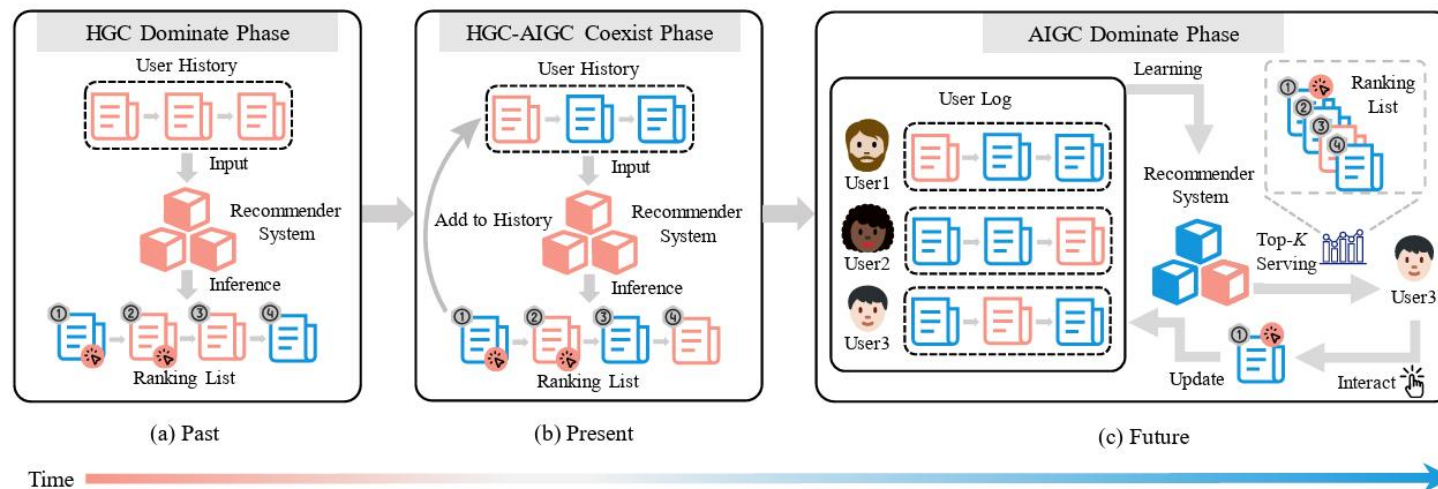 HGC Dominate Phase
User History
Input
Recommender
System
Inference
① ② ③ ④
Ranking List
(a) Past
HGC-AIGC Coexist Phase
User History
Input
Add to History
Recommender
System
Inference
① ② ③ ④
Ranking List
(b) Present
AIGC Dominate Phase
User Log
User1
User2
User3
Learning
① ② ③ ④
Ranking
List
Recommender
System
Top-K
Serving
User3
①
Update
Interact
(c) Future
Time